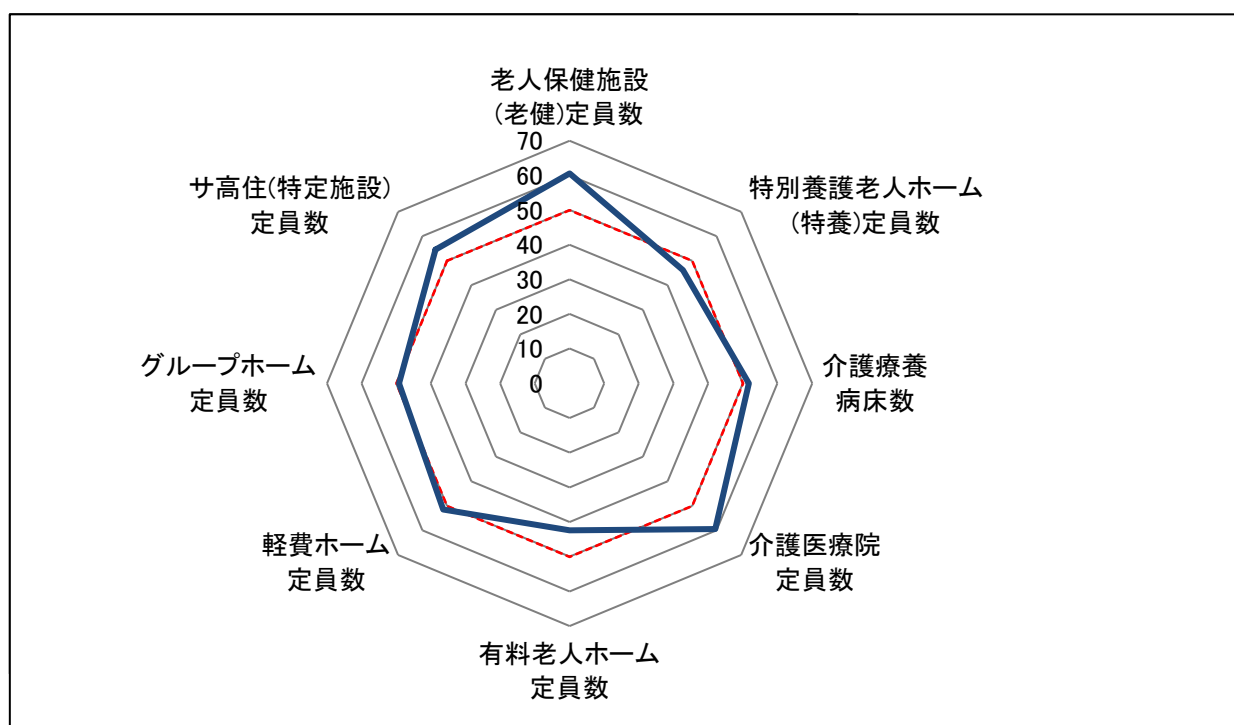 老人保健施設
(老健)定員数
特別養護老人ホーム
(特養)定員数
介護療養
病床数
介護医療院
定員数
有料老人ホーム
定員数
軽費ホーム
定員数
グループホーム
定員数
サ高住(特定施設)
定員数
70
60
50
40
30
20
10
0